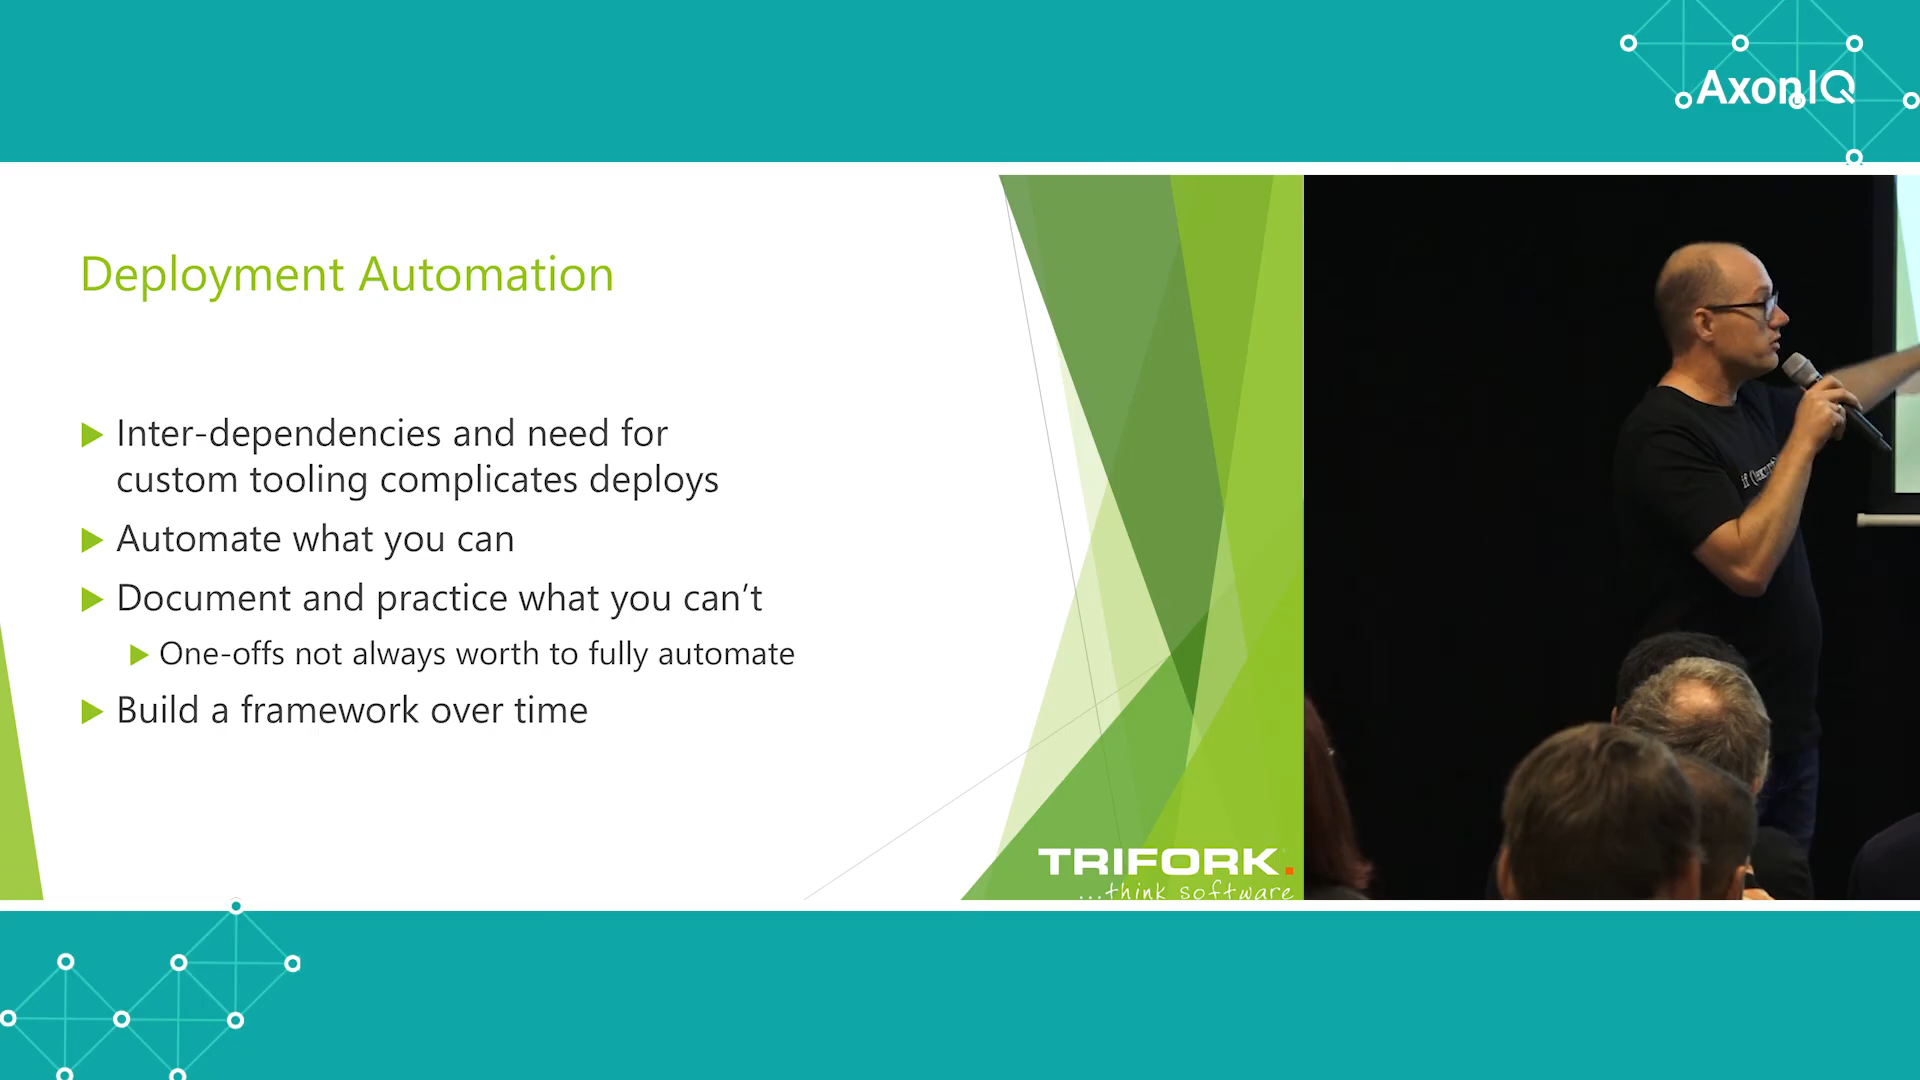 AxonIQ
Deployment Automation
Inter-dependencies and need for
custom tooling complicates deploys
Automate what you can
Document and practice what you can't
One-offs not always worth to fully automate
Build a framework over time
TRIFORK.
...think software